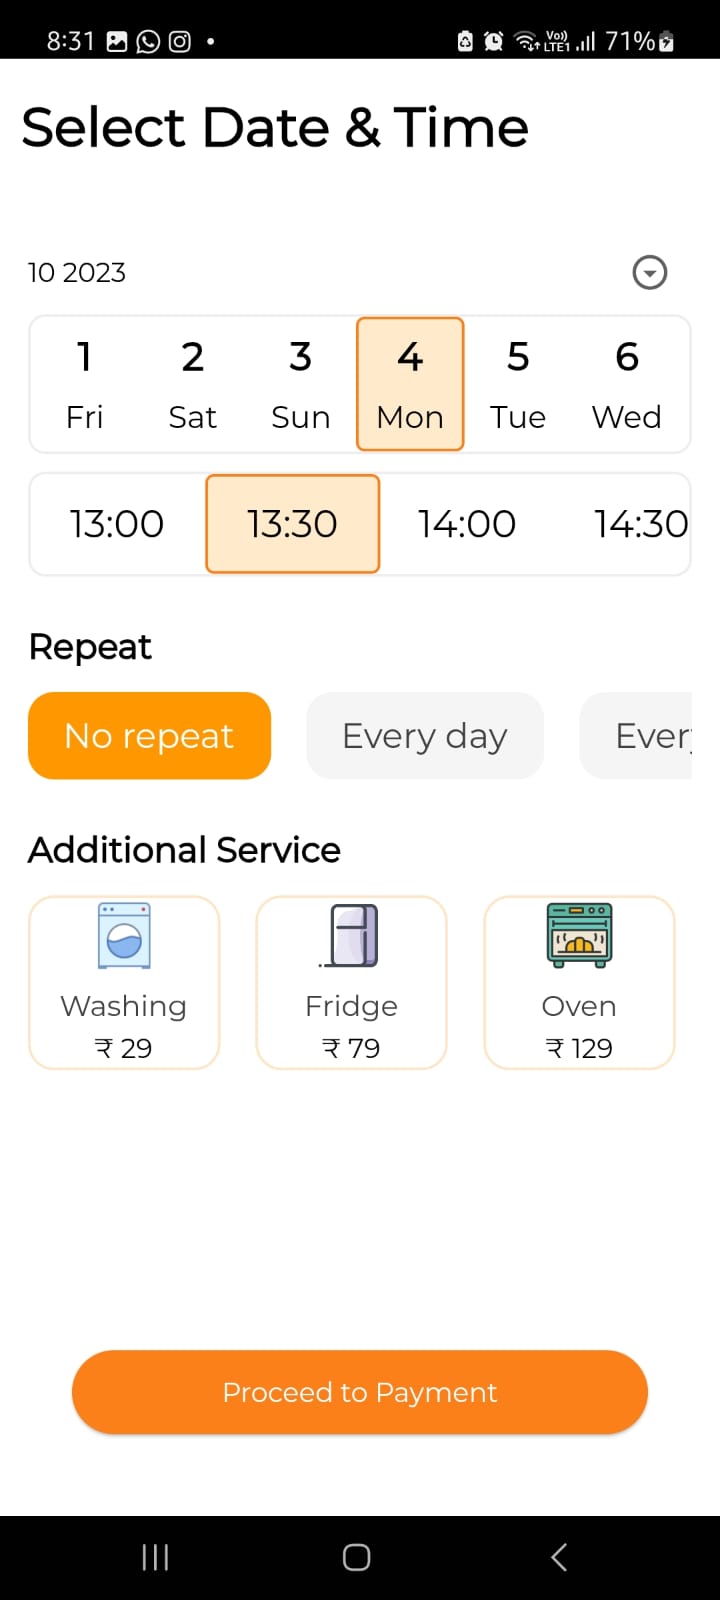 8:31 Vo)) LTE1 71%
Select Date & Time
10 2023
1 2 3 4 5 6
Fri Sat Sun Mon Tue Wed
13:00 13:30 14:00 14:30
Repeat
No repeat Every day
Additional Service
Washing Fridge Oven
₹ 29 ₹ 79 ₹ 129
Proceed to Payment